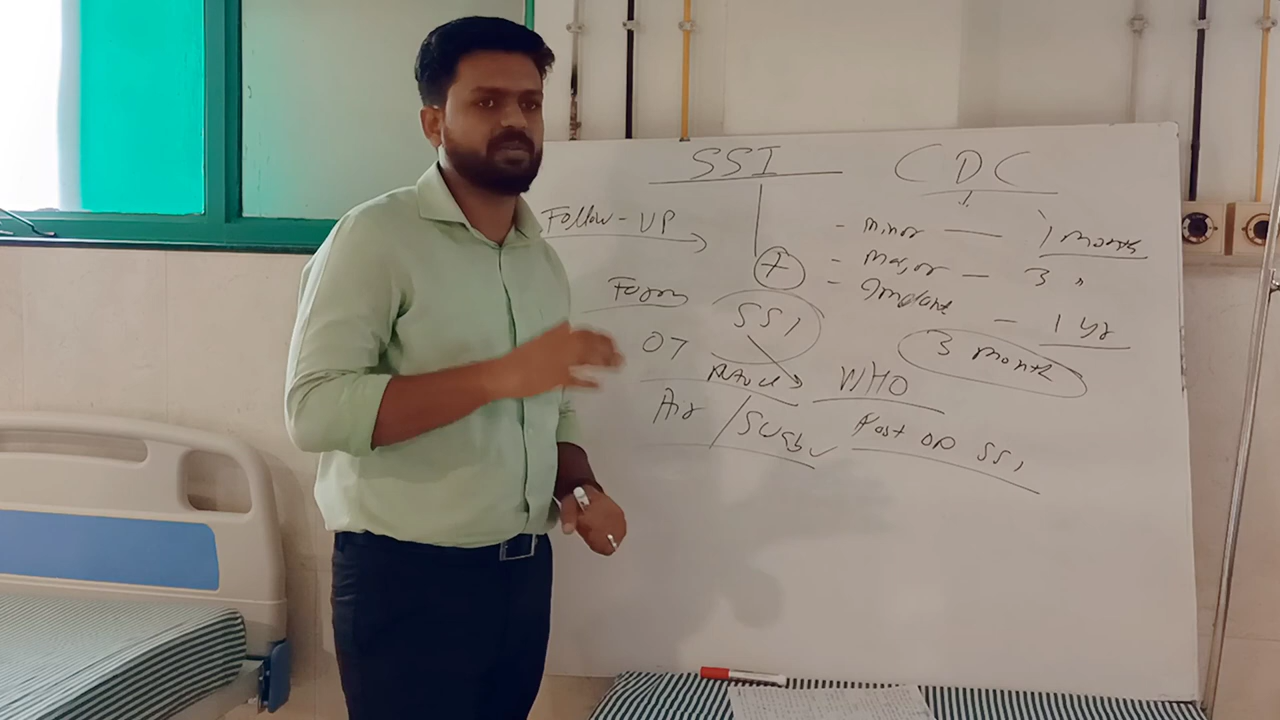 SSI
CDC
Follow-UP
- minor — 1 month
- major — 3 "
- Implant — 1 yr
+
Form
SSI
3 month
OT
WHO
Air / Swab
Post OP SSI